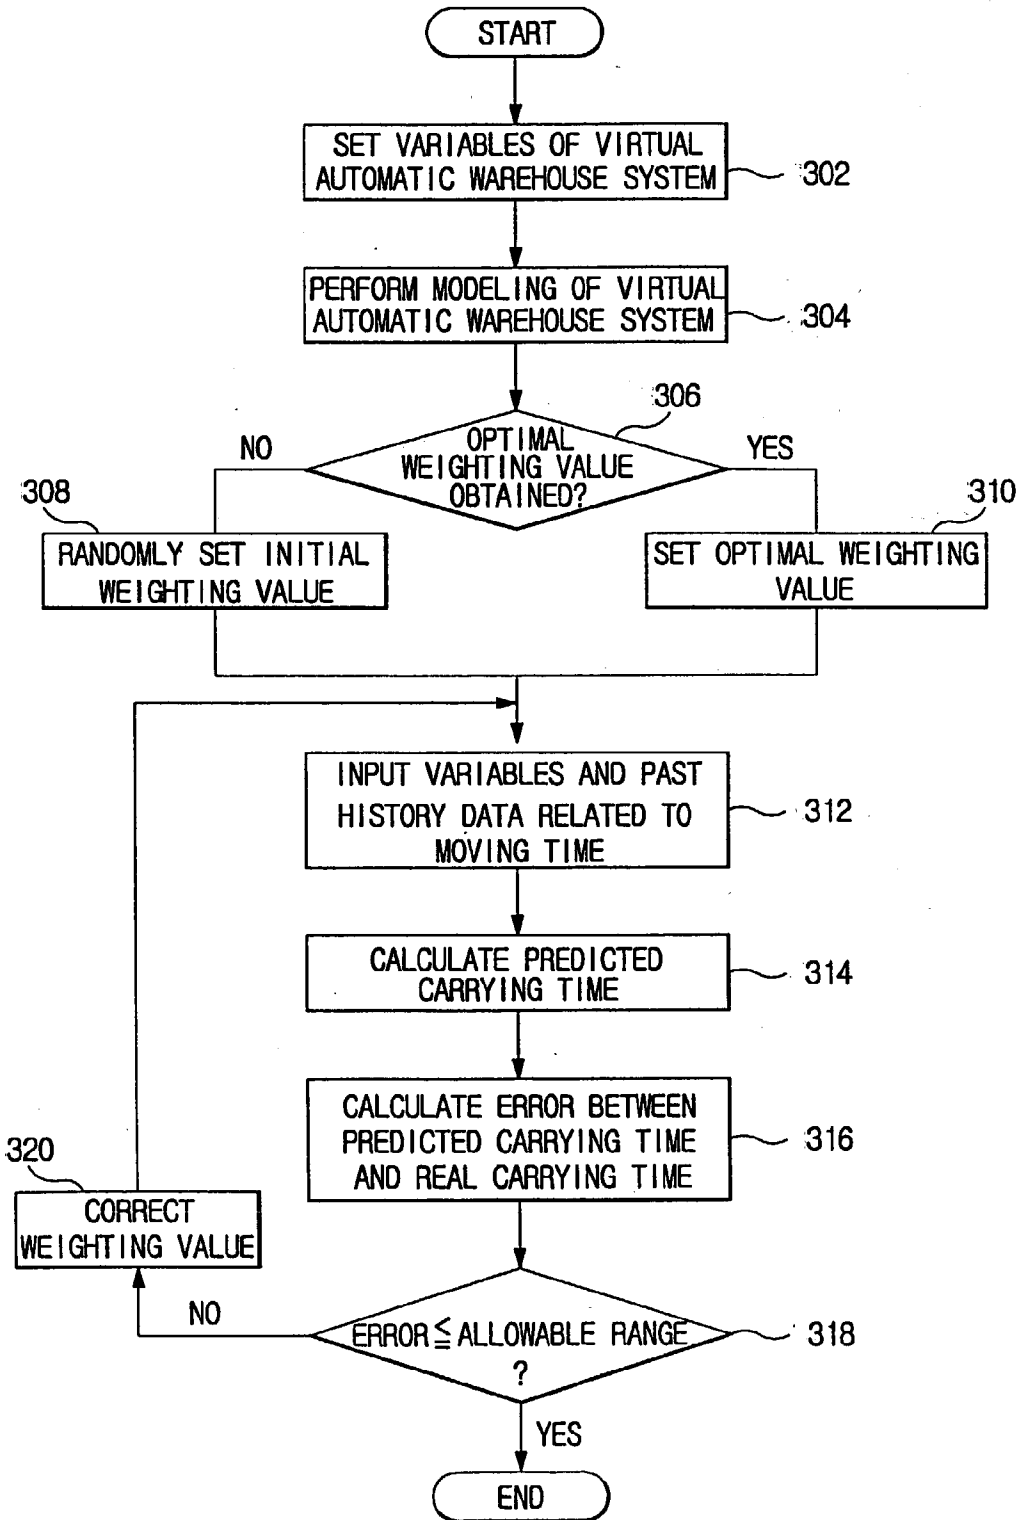 START
SET VARIABLES OF VIRTUAL
AUTOMATIC WAREHOUSE SYSTEM
302
PERFORM MODELING OF VIRTUAL
AUTOMATIC WAREHOUSE SYSTEM
304
306
OPTIMAL
WEIGHTING VALUE
OBTAINED?
NO
YES
308
RANDOMLY SET INITIAL
WEIGHTING VALUE
310
SET OPTIMAL WEIGHTING
VALUE
INPUT VARIABLES AND PAST
HISTORY DATA RELATED TO
MOVING TIME
312
CALCULATE PREDICTED
CARRYING TIME
314
CALCULATE ERROR BETWEEN
PREDICTED CARRYING TIME
AND REAL CARRYING TIME
316
320
CORRECT
WEIGHTING VALUE
NO
ERROR≦ALLOWABLE RANGE
?
318
YES
END